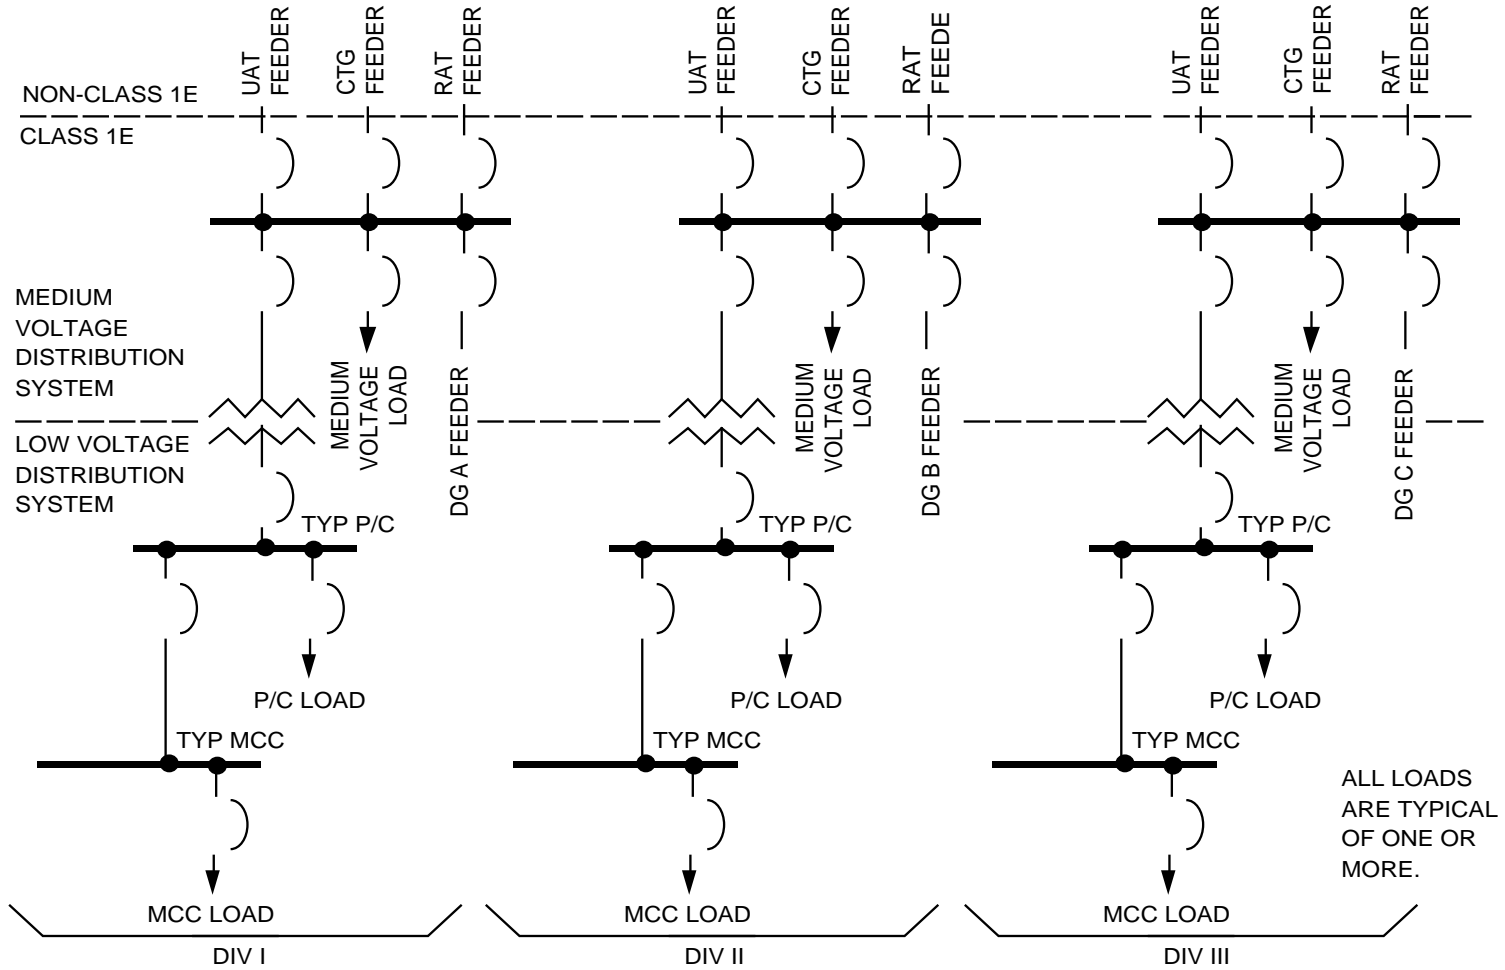 UAT
FEEDER
CTG
FEEDER
RAT
FEEDER
UAT
FEEDER
CTG
FEEDER
RAT
FEEDE
UAT
FEEDER
CTG
FEEDER
RAT
FEEDER
NON-CLASS 1E
CLASS 1E
MEDIUM
VOLTAGE
DISTRIBUTION
SYSTEM
MEDIUM
VOLTAGE
LOAD
DG A FEEDER
MEDIUM
VOLTAGE
LOAD
DG B FEEDER
MEDIUM
VOLTAGE
LOAD
DG C FEEDER
LOW VOLTAGE
DISTRIBUTION
SYSTEM
TYP P/C
TYP P/C
TYP P/C
P/C LOAD
P/C LOAD
P/C LOAD
TYP MCC
TYP MCC
TYP MCC
ALL LOADS
ARE TYPICAL
OF ONE OR
MORE.
MCC LOAD
MCC LOAD
MCC LOAD
DIV I
DIV II
DIV III